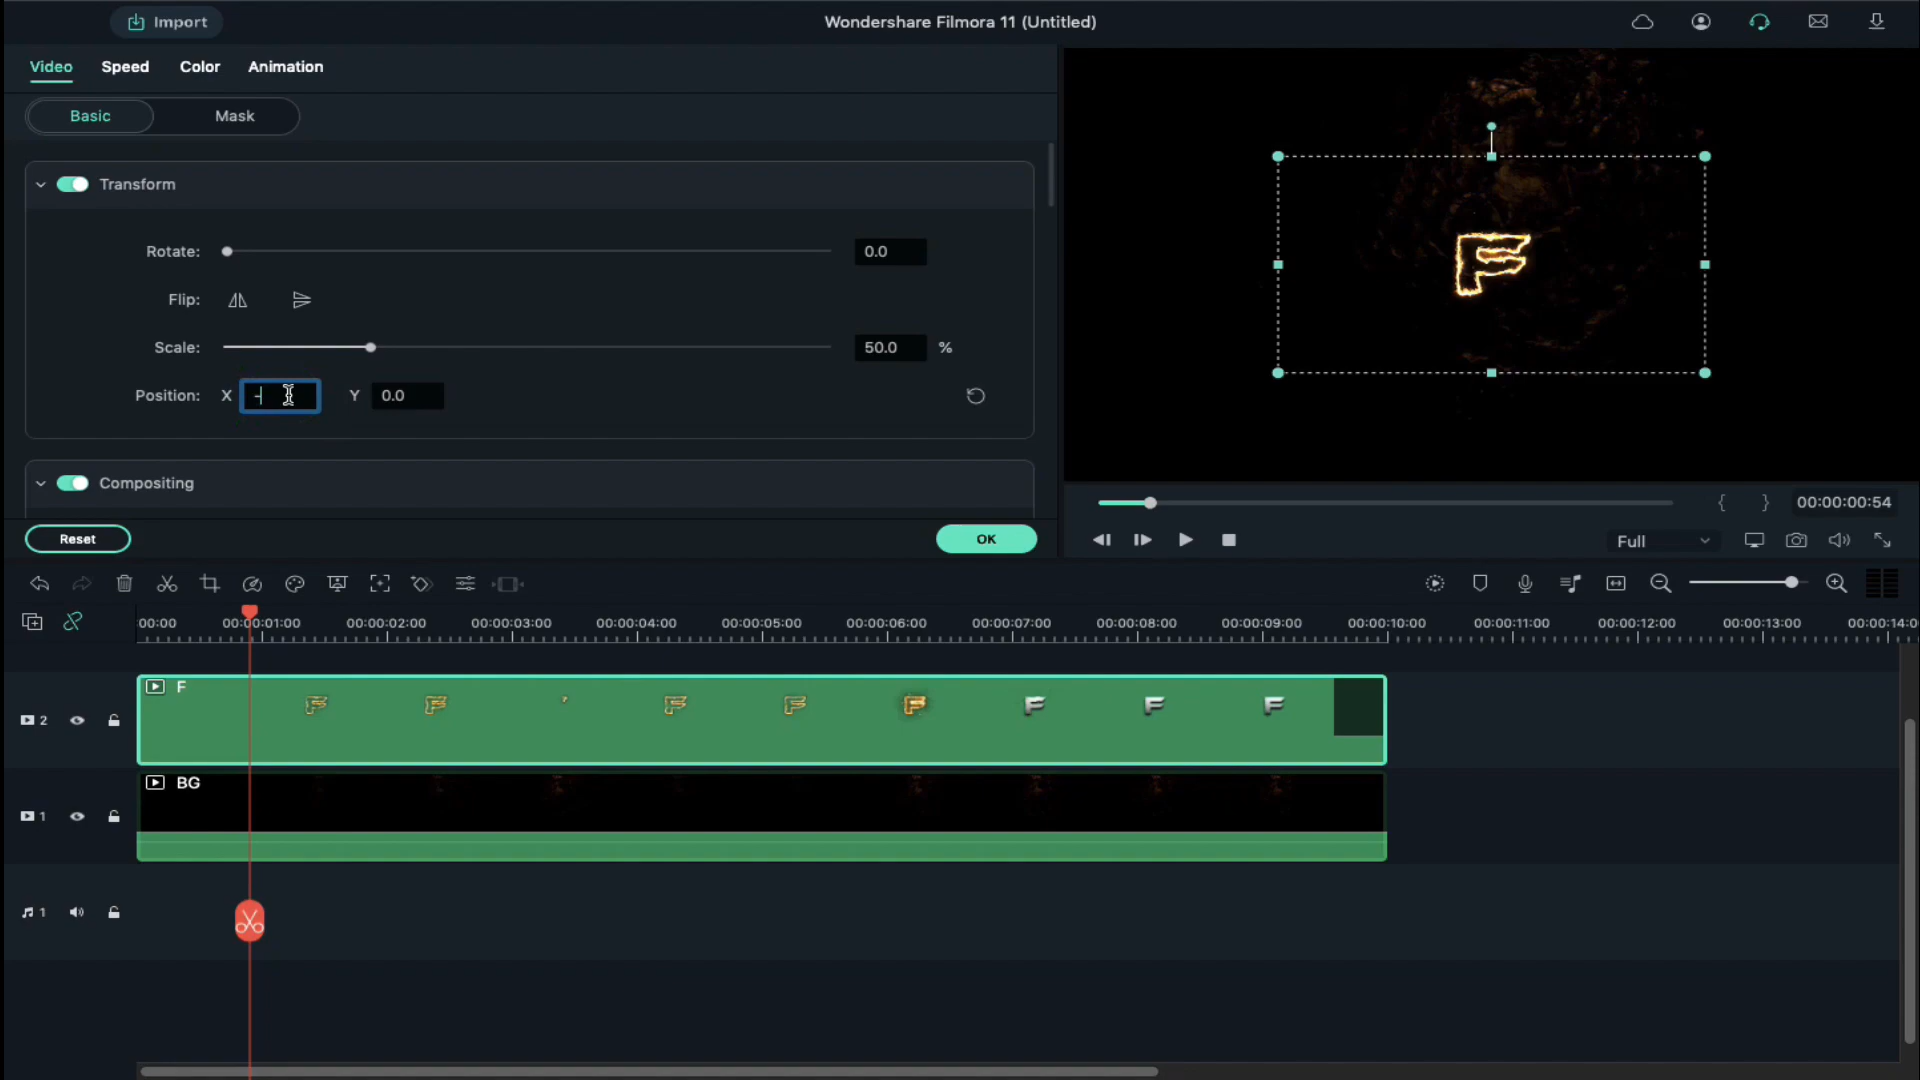 Import
Wondershare Filmora 11 (Untitled)
Video Speed Color Animation
Basic Mask
Transform
Rotate: 0.0
Flip:
Scale: 50.0 %
Position: X - Y 0.0
Compositing
Reset OK
F
{ } 00:00:00:54
Full
:00:00 00:00:01:00 00:00:02:00 00:00:03:00 00:00:04:00 00:00:05:00 00:00:06:00 00:00:07:00 00:00:08:00 00:00:09:00 00:00:10:00 00:00:11:00 00:00:12:00 00:00:13:00 00:00:14:0
2 F
F F F F F F F F
1 BG
1